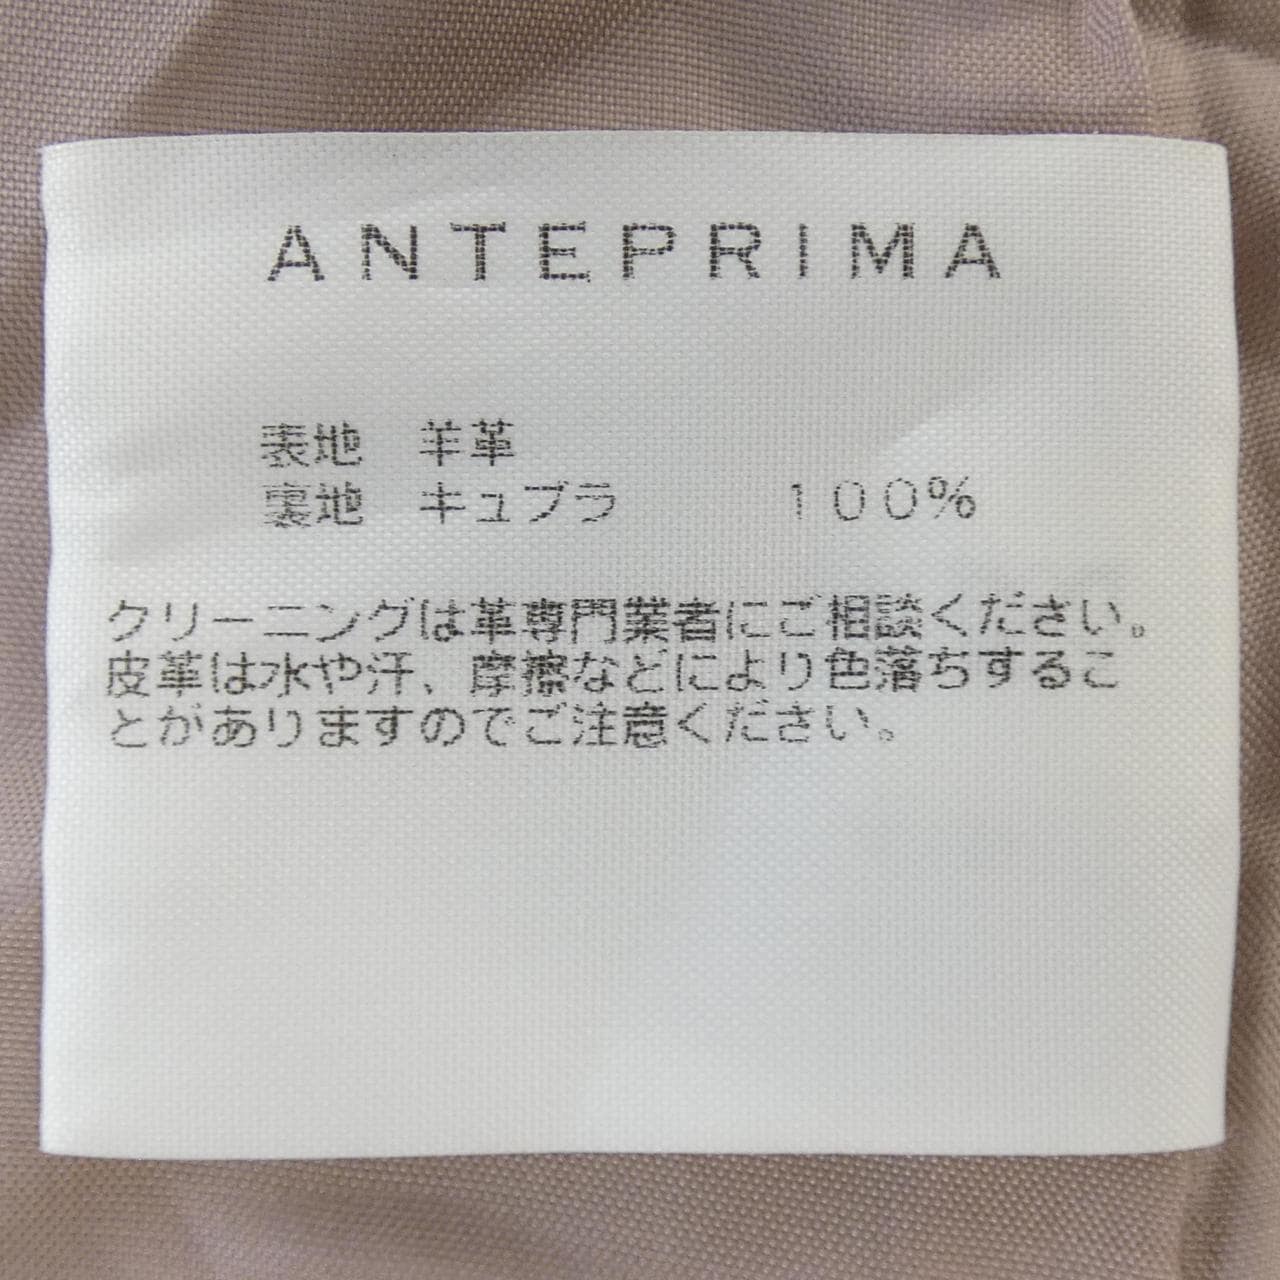 ANTEPRIMA
表地　羊革
裏地　キュプラ　　　１００％
クリーニングは革専門業者にご相談ください。
皮革は水や汗、摩擦などにより色落ちするこ
とがありますのでご注意ください。